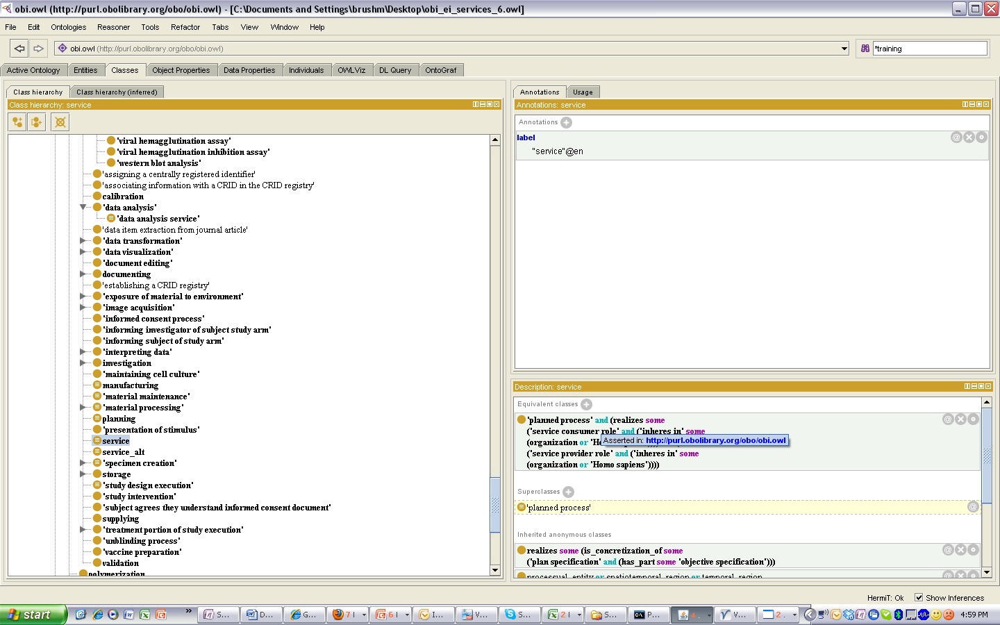 obi.owl (http://purl.obolibrary.org/obo/obi.owl) - [C:\Documents and Settings\brushm\Desktop\obi_ei_services_6.owl]
File Edit Ontologies Reasoner Tools Refactor Tabs View Window Help
obi.owl (http://purl.obolibrary.org/obo/obi.owl)
*training
Active Ontology Entities Classes Object Properties Data Properties Individuals OWLViz DL Query OntoGraf
Class hierarchy Class hierarchy (inferred)
Class hierarchy: service
'viral hemagglutination assay'
'viral hemagglutination inhibition assay'
'western blot analysis'
'assigning a centrally registered identifier'
'associating information with a CRID in the CRID registry'
calibration
'data analysis'
'data analysis service'
'data item extraction from journal article'
'data transformation'
'data visualization'
'document editing'
documenting
'establishing a CRID registry'
'exposure of material to environment'
'image acquisition'
'informed consent process'
'informing investigator of subject study arm'
'informing subject of study arm'
'interpreting data'
investigation
'maintaining cell culture'
manufacturing
'material maintenance'
'material processing'
planning
'presentation of stimulus'
service
service_alt
'specimen creation'
storage
'study design execution'
'study intervention'
'subject agrees they understand informed consent document'
supplying
'treatment portion of study execution'
'unblinding process'
'vaccine preparation'
validation
polymerization
Annotations Usage
Annotations: service
Annotations
label
"service"@en
Description: service
Equivalent classes
'planned process' and (realizes some
('service consumer role' and ('inheres in' some
(organization or 'Ho
Asserted in: http://purl.obolibrary.org/obo/obi.owl
('service provider role' and ('inheres in' some
(organization or 'Homo sapiens'))))
Superclasses
'planned process'
Inherited anonymous classes
realizes some (is_concretization_of some
('plan specification' and (has_part some 'objective specification')))
processual_entity or spatiotemporal_region or temporal_region
HermiT: Ok Show Inferences
start S... D... G... 7 I 6 I I... V... S... 2 I S... P... V... 2 . 4:59 PM